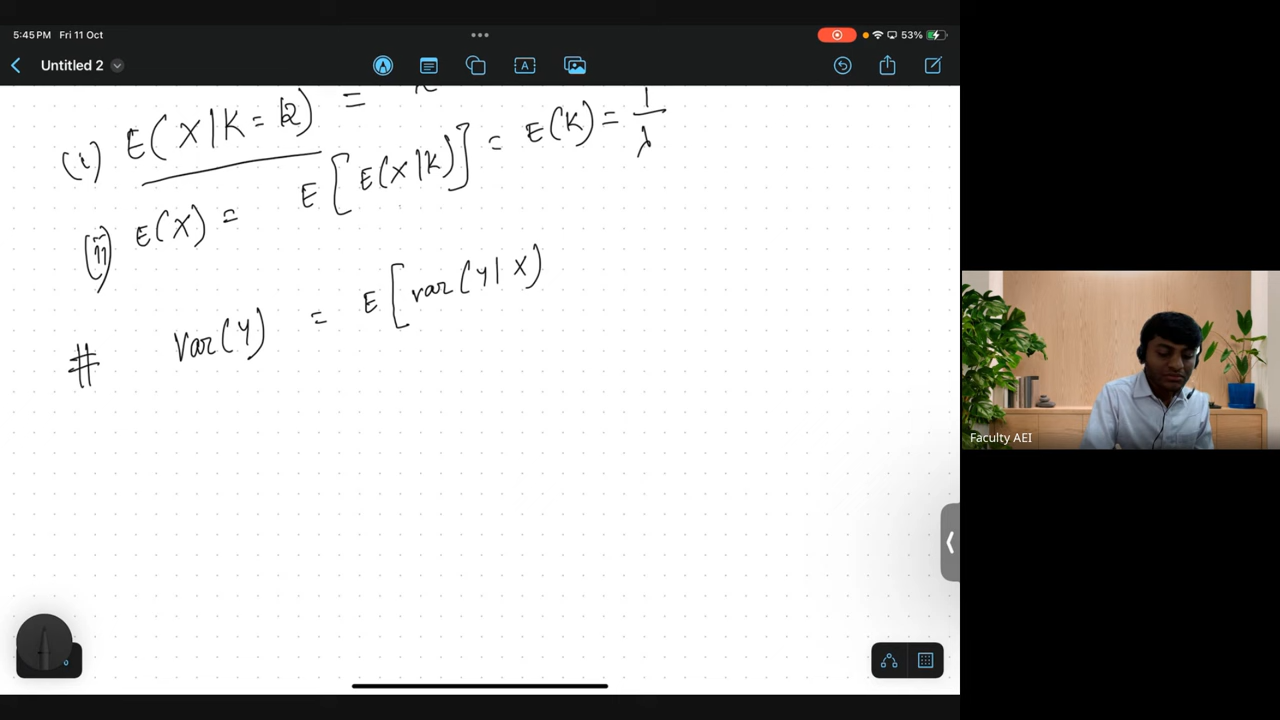 5:45 PM Fri 11 Oct
53%
Untitled 2
(i) E(X|K=k) =
(ii) E(X) = E[E(X|K)] = E(K) = 1/λ
# Var(Y) = E[var(Y|X)
Faculty AEI